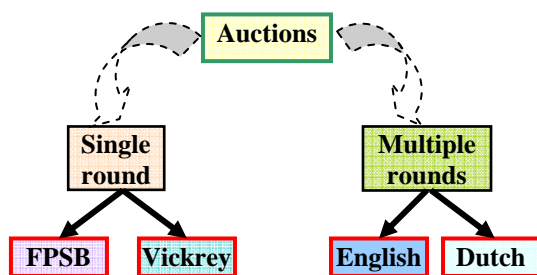 Auctions
Single
round
Multiple
rounds
FPSB
Vickrey
English
Dutch